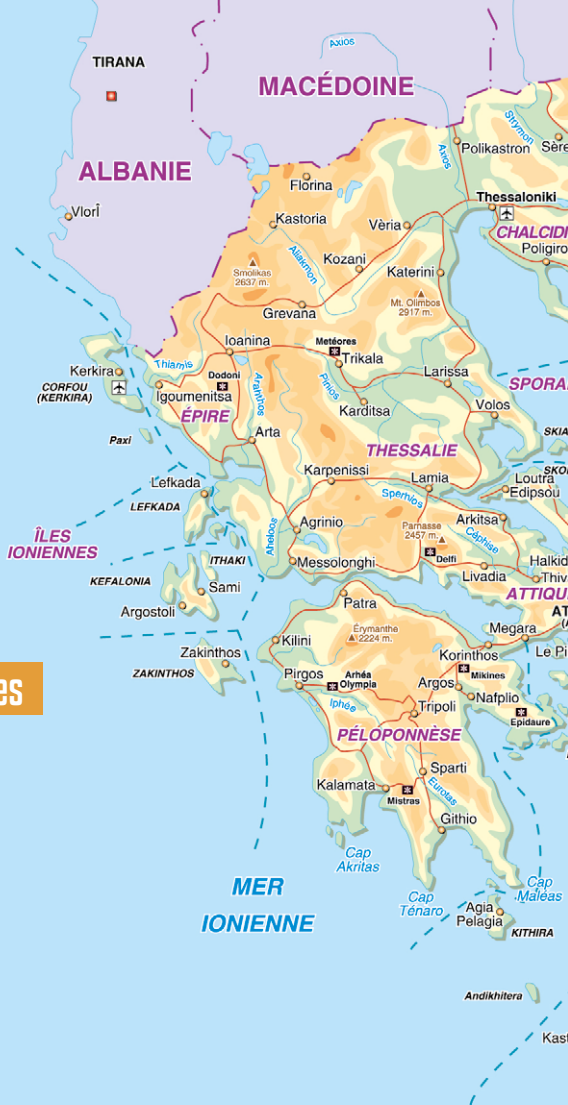 Axios
TIRANA
MACÉDOINE
Strymon
Polikastron
Sère
Axios
ALBANIE
Florina
Thessaloniki
Vlorî
Kastoria
Vèria
CHALCIDI
Poligiro
Aliakmon
Kozani
Katerini
Smolikas
2637 m.
Mt. Olimbos
2917 m.
Grevana
Ioanina
Metéores
Trikala
Thiamis
Kerkira
Dodoni
Larissa
SPORA
CORFOU
(KERKIRA)
Igoumenitsa
Aranthos
Pinios
Karditsa
Volos
ÉPIRE
Paxi
Arta
THESSALIE
SKIA
Karpenissi
Lamia
SKO
Loutra
Edipsou
Lefkada
Sperhios
LEFKADA
Aheloos
Agrinio
Parnasse
2457 m.
Arkitsa
Céphise
ÎLES
IONIENNES
Delfi
ITHAKI
Messolonghi
Livadia
Halkid
Thiv
KEFALONIA
Sami
ATTIQU
Argostoli
Patra
AT
(A
Megara
Érymanthe
2224 m.
Kilini
Zakinthos
Korinthos
Le Pi
ZAKINTHOS
Pirgos
Arhéa
Olympia
Mikines
Argos
Nafplio
es
Iphée
Tripoli
Epidaure
PÉLOPONNÈSE
Sparti
Kalamata
Mistras
Eurotas
Githio
Cap
Akritas
MER
IONIENNE
Cap
Ténaro
Cap
Maléas
Agia
Pelagia
KITHIRA
Andikhitera
Kast